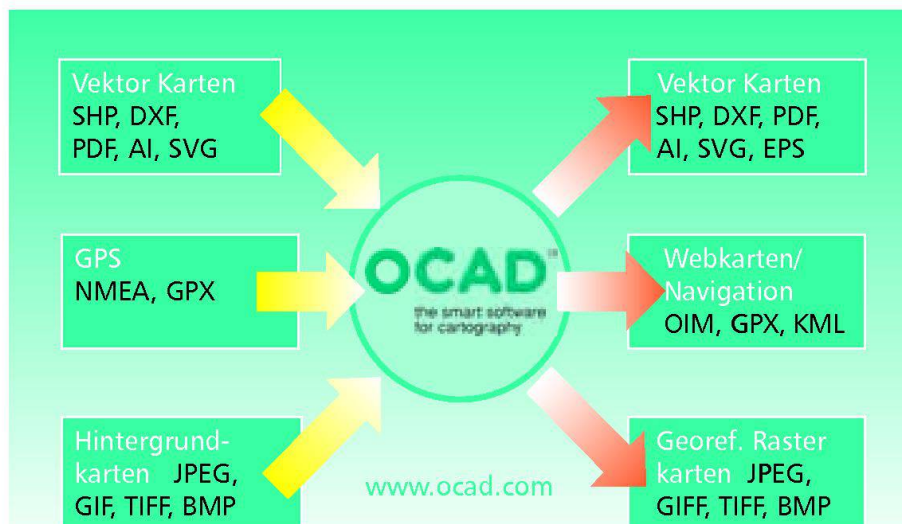 Vektor Karten
SHP, DXF,
PDF, AI, SVG
GPS
NMEA, GPX
Hintergrund-
karten JPEG,
GIF, TIFF, BMP
OCAD™
the smart software
for cartography
www.ocad.com
Vektor Karten
SHP, DXF, PDF,
AI, SVG, EPS
Webkarten/
Navigation
OIM, GPX, KML
Georef. Raster
karten JPEG,
GIFF, TIFF, BMP